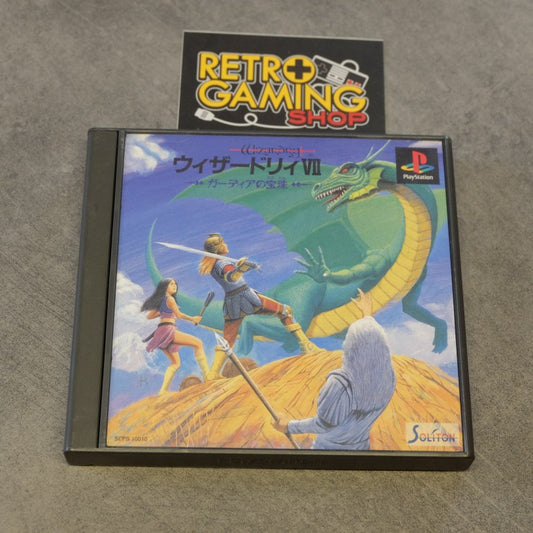 RETRO
GAMING
SHOP
Wizardry
ウィザードリィVII
ガーディアの宝珠
PlayStation
SCPS 10010
SOLITON